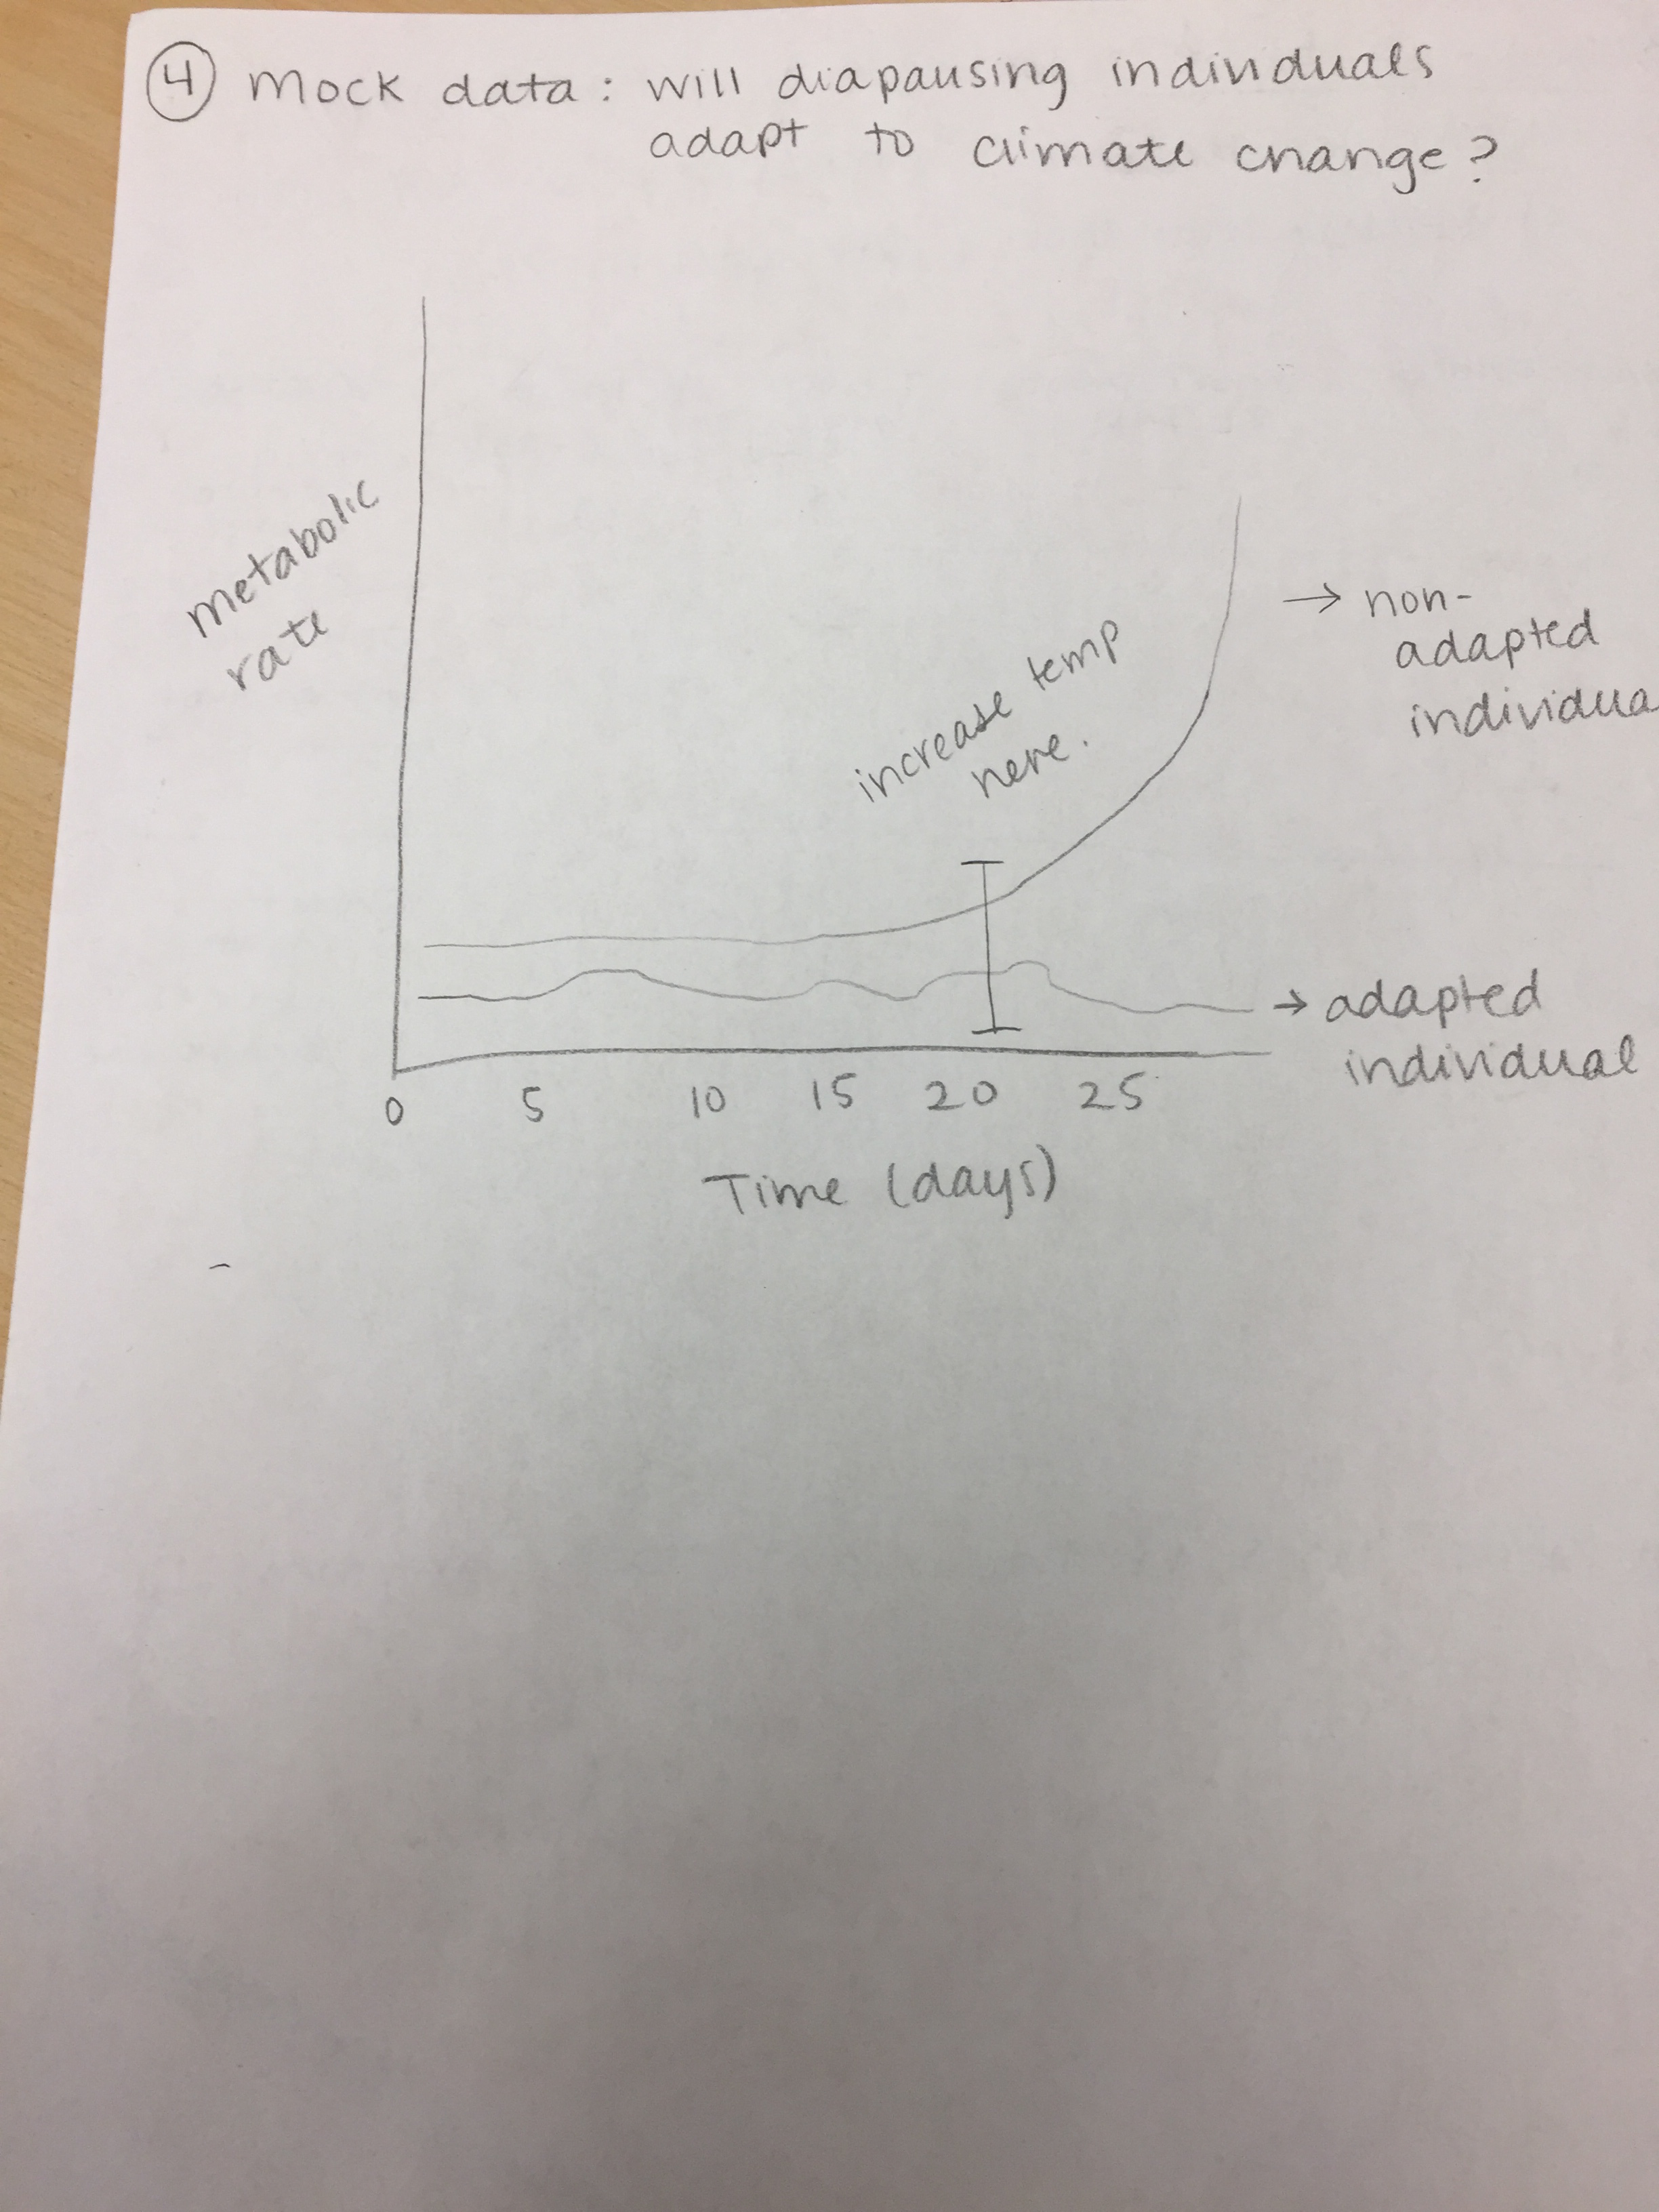 ④ Mock data: will diapausing individuals
adapt to climate change?
metabolic
rate
increase temp
here.
→ non-
adapted
individua
→ adapted
individual
0 5 10 15 20 25
Time (days)